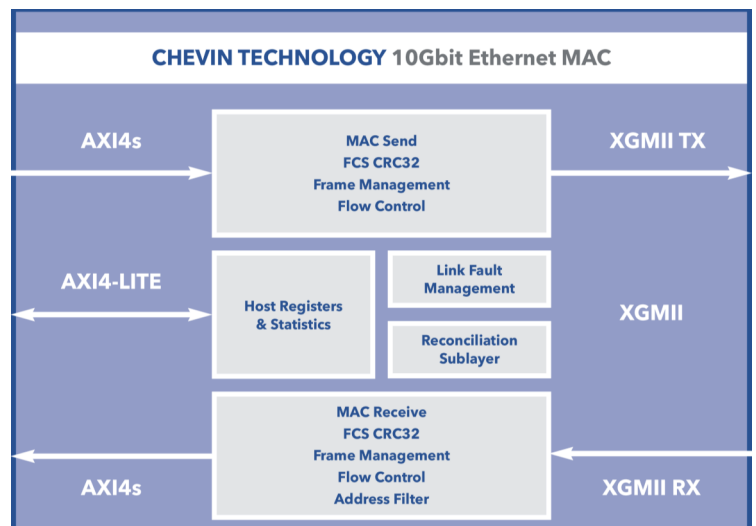 CHEVIN TECHNOLOGY 10Gbit Ethernet MAC
AXI4s
MAC Send
FCS CRC32
Frame Management
Flow Control
XGMII TX
AXI4-LITE
Host Registers
& Statistics
Link Fault
Management
Reconciliation
Sublayer
XGMII
MAC Receive
FCS CRC32
Frame Management
Flow Control
Address Filter
AXI4s
XGMII RX